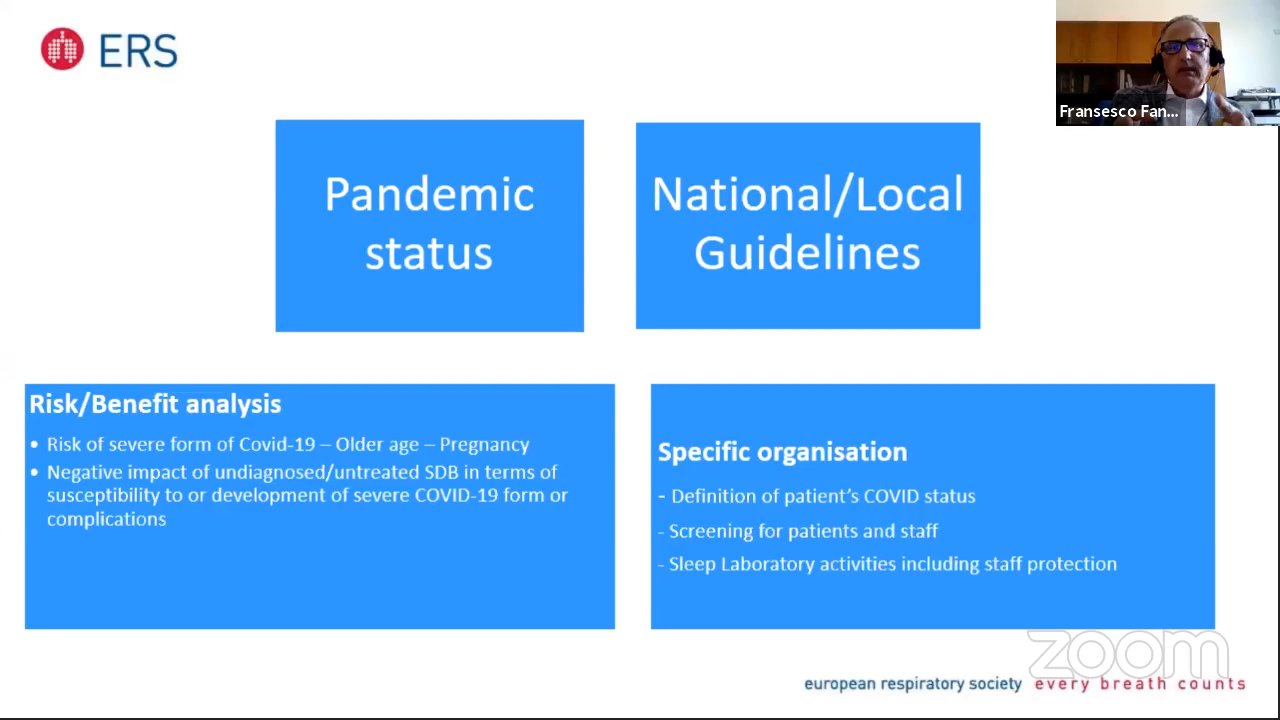 ERS
Fransesco Fan...
Pandemic
status
National/Local
Guidelines
Risk/Benefit analysis
• Risk of severe form of Covid-19 – Older age – Pregnancy
• Negative impact of undiagnosed/untreated SDB in terms of
susceptibility to or development of severe COVID-19 form or
complications
Specific organisation
- Definition of patient's COVID status
- Screening for patients and staff
- Sleep Laboratory activities including staff protection
zoom
european respiratory society every breath counts